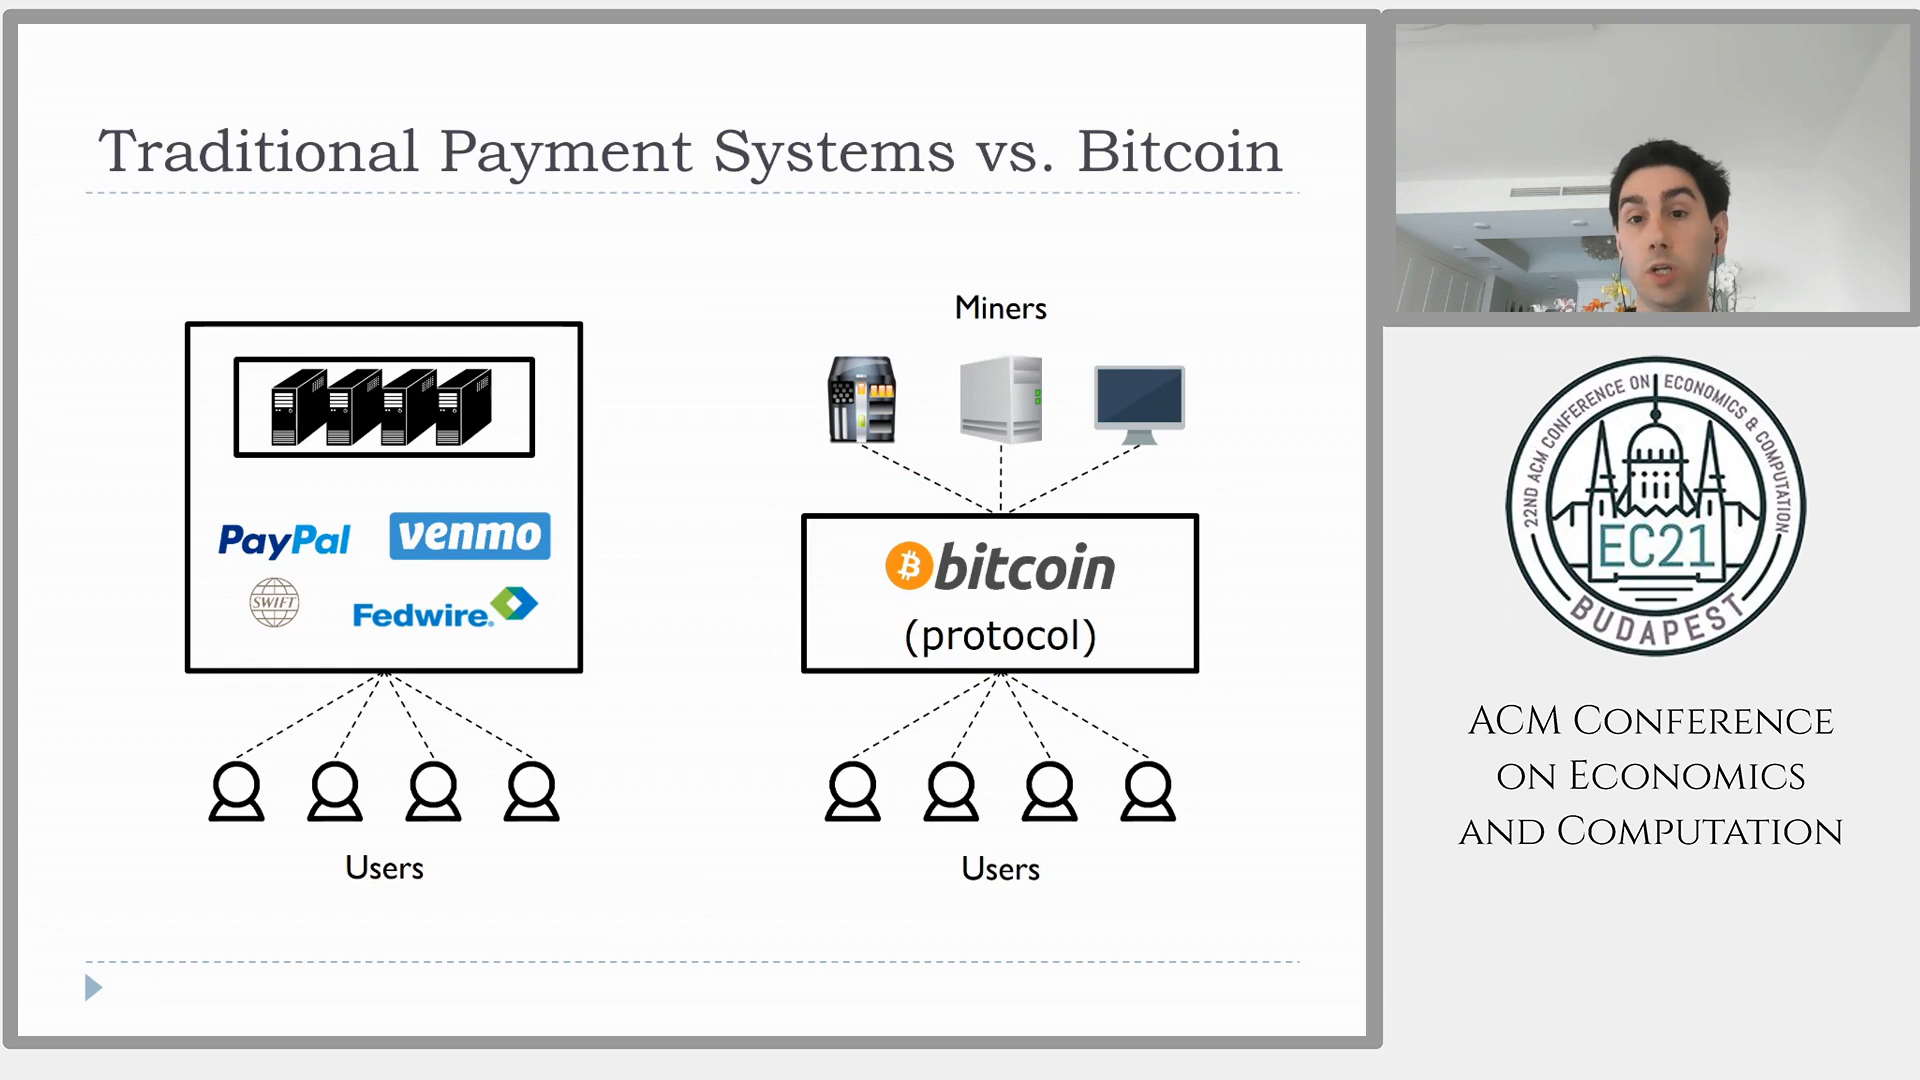 Traditional Payment Systems vs. Bitcoin
PayPal
venmo
SWIFT
Fedwire®
Users
Miners
bitcoin
(protocol)
Users
22ND ACM CONFERENCE ON ECONOMICS & COMPUTATION
EC21
BUDAPEST
ACM Conference
on Economics
and Computation